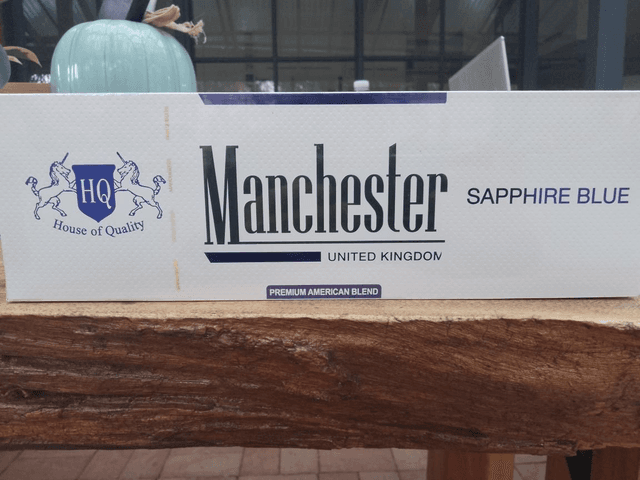 HQ
House of Quality
Manchester
UNITED KINGDOM
SAPPHIRE BLUE
PREMIUM AMERICAN BLEND